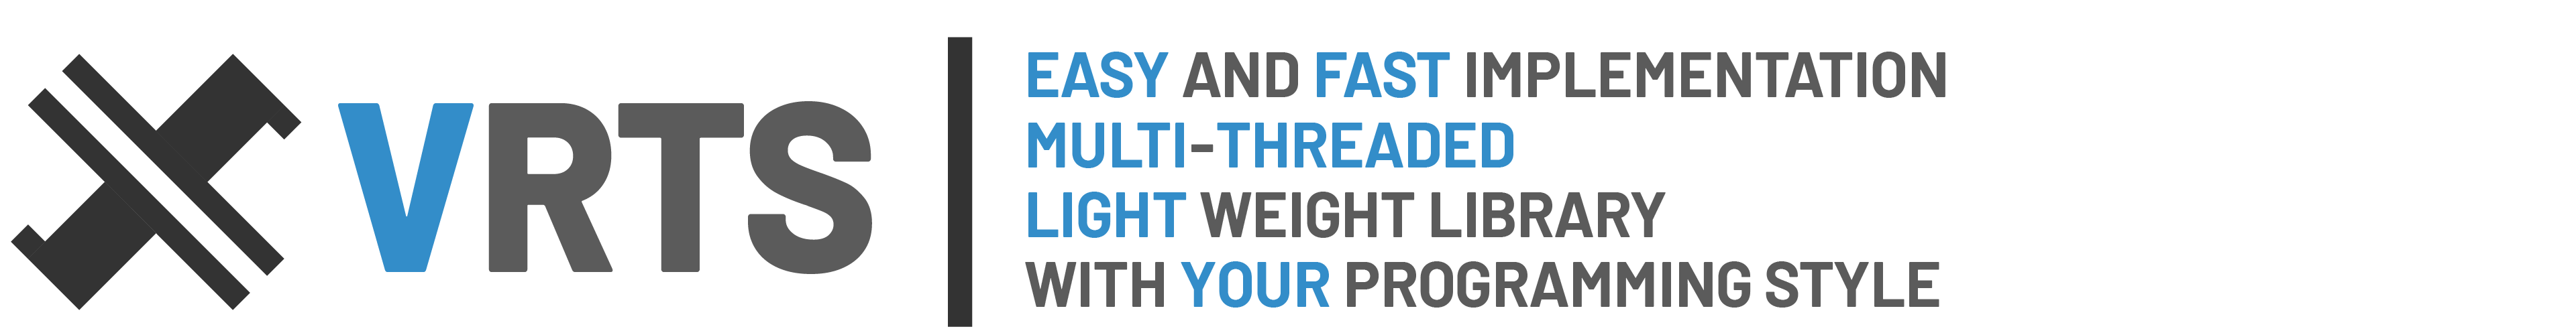 VRTS
EASY AND FAST IMPLEMENTATION
MULTI-THREADED
LIGHT WEIGHT LIBRARY
WITH YOUR PROGRAMMING STYLE